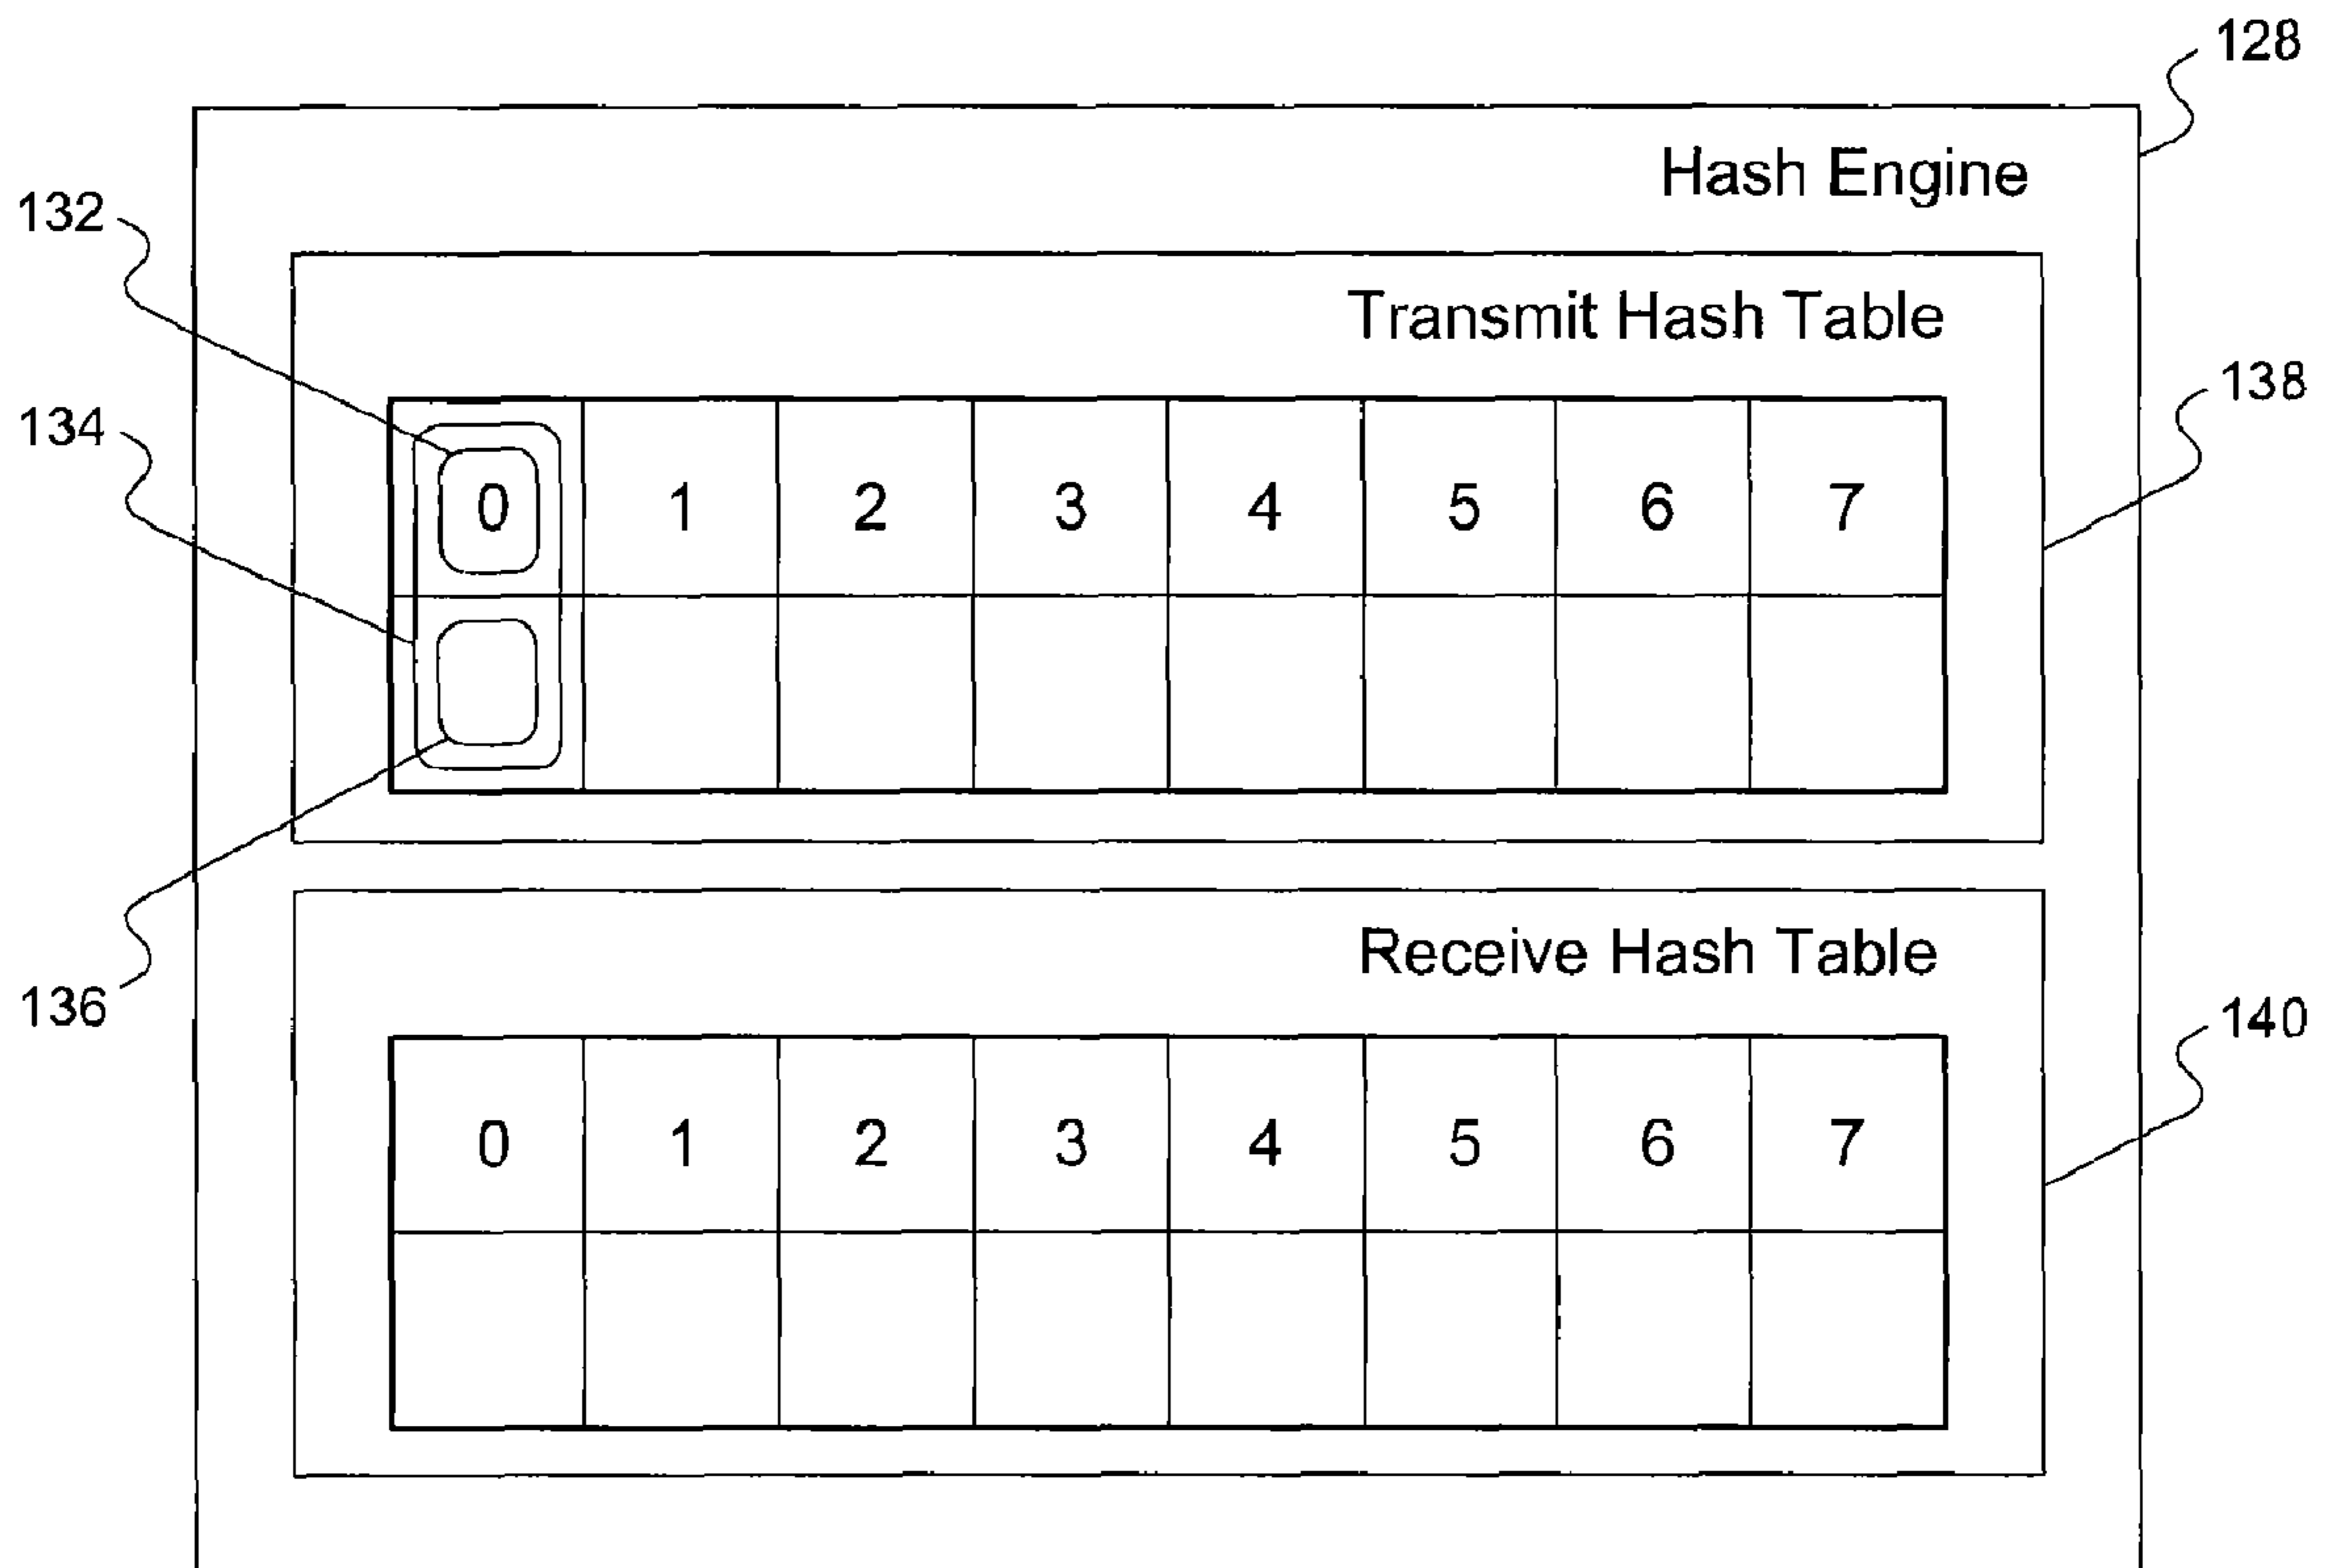 128
Hash Engine
132
Transmit Hash Table
138
134
0 1 2 3 4 5 6 7
Receive Hash Table
136
140
0 1 2 3 4 5 6 7